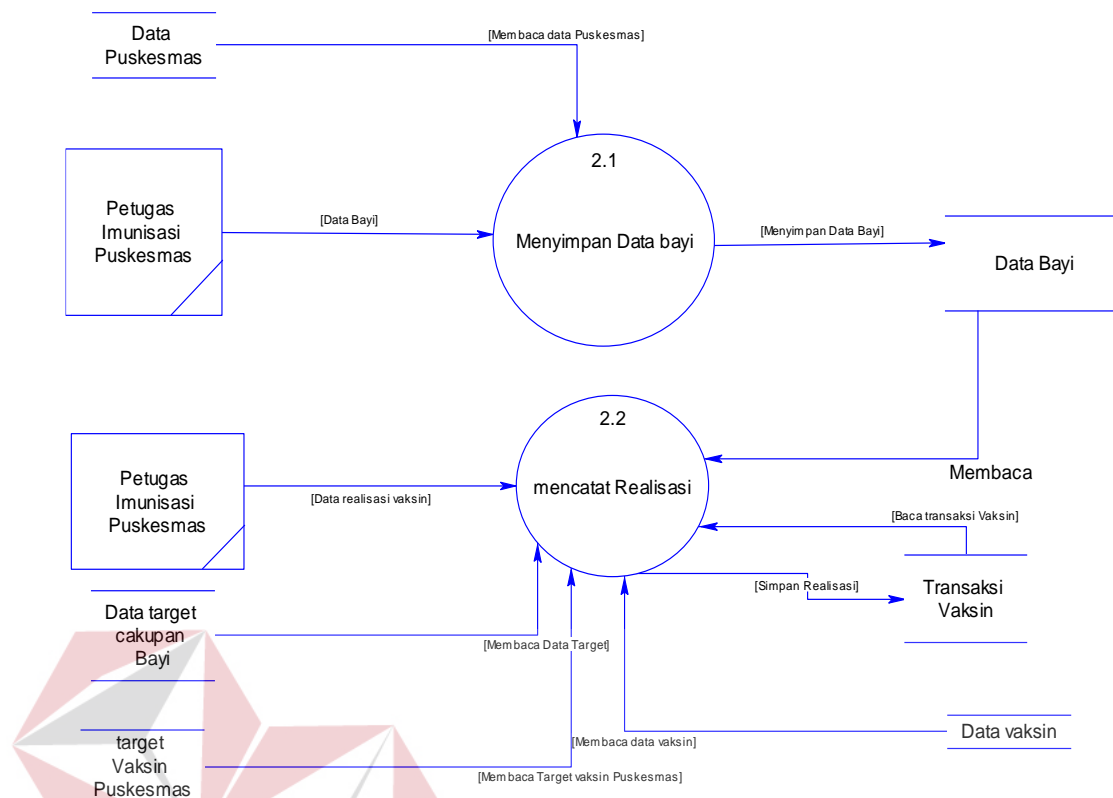 Data
Puskesmas
[Membaca data Puskesmas]
2.1
Menyimpan Data bayi
Petugas
Imunisasi
Puskesmas
[Data Bayi]
[Menyimpan Data Bayi]
Data Bayi
2.2
mencatat Realisasi
Petugas
Imunisasi
Puskesmas
[Data realisasi vaksin]
Membaca
[Baca transaksi Vaksin]
[Simpan Realisasi]
Transaksi
Vaksin
Data target
cakupan
Bayi
[Membaca Data Target]
target
Vaksin
Puskesmas
[Membaca Target vaksin Puskesmas]
[Membaca data vaksin]
Data vaksin